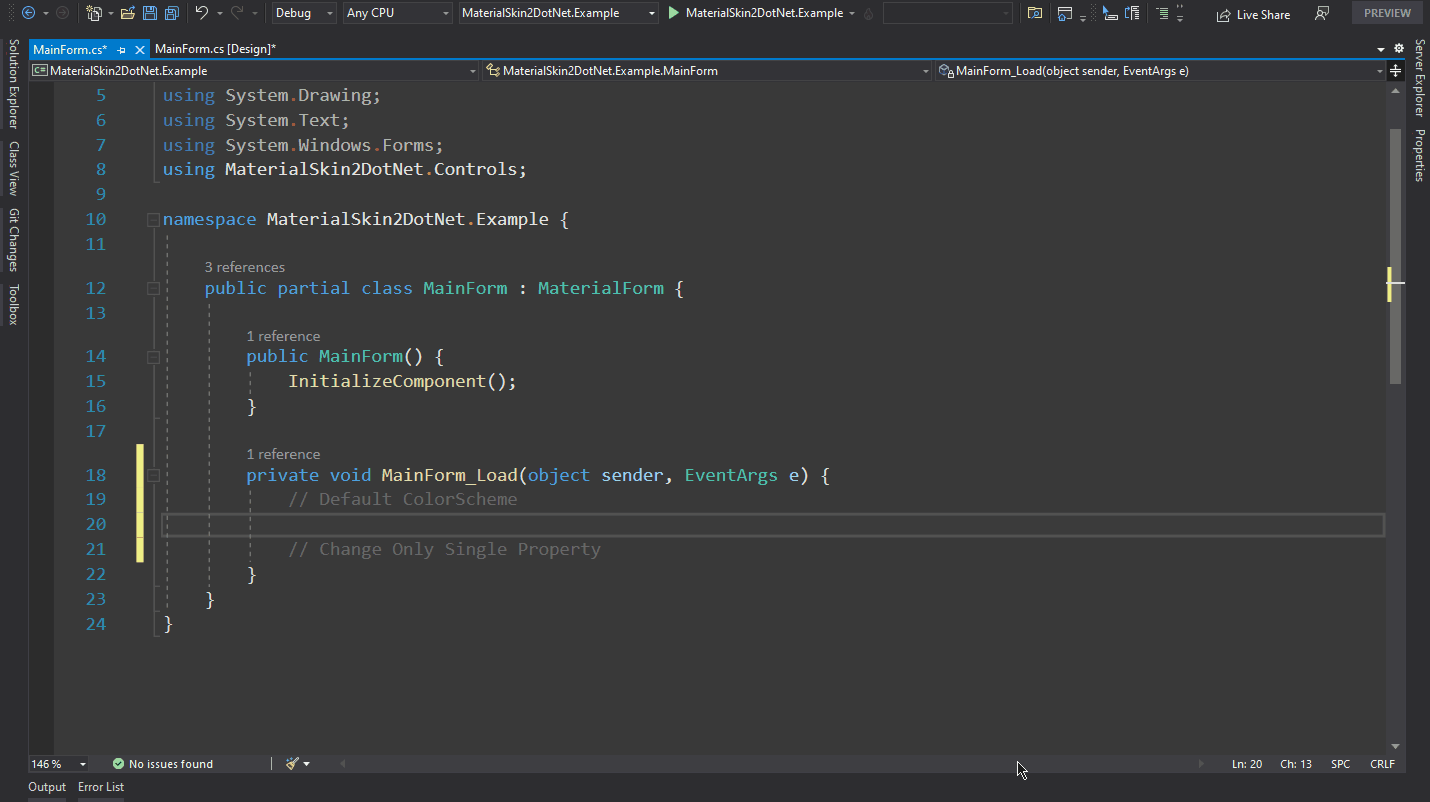 Debug Any CPU MaterialSkin2DotNet.Example MaterialSkin2DotNet.Example Live Share PREVIEW
MainForm.cs* MainForm.cs [Design]*
C# MaterialSkin2DotNet.Example MaterialSkin2DotNet.Example.MainForm MainForm_Load(object sender, EventArgs e)
Solution Explorer
Class View
Git Changes
Toolbox
5 using System.Drawing;
6 using System.Text;
7 using System.Windows.Forms;
8 using MaterialSkin2DotNet.Controls;
9
10 namespace MaterialSkin2DotNet.Example {
11
3 references
12 public partial class MainForm : MaterialForm {
13
1 reference
14 public MainForm() {
15 InitializeComponent();
16 }
17
1 reference
18 private void MainForm_Load(object sender, EventArgs e) {
19 // Default ColorScheme
20
21 // Change Only Single Property
22 }
23 }
24 }
Server Explorer
Properties
146 % No issues found Ln: 20 Ch: 13 SPC CRLF
Output Error List